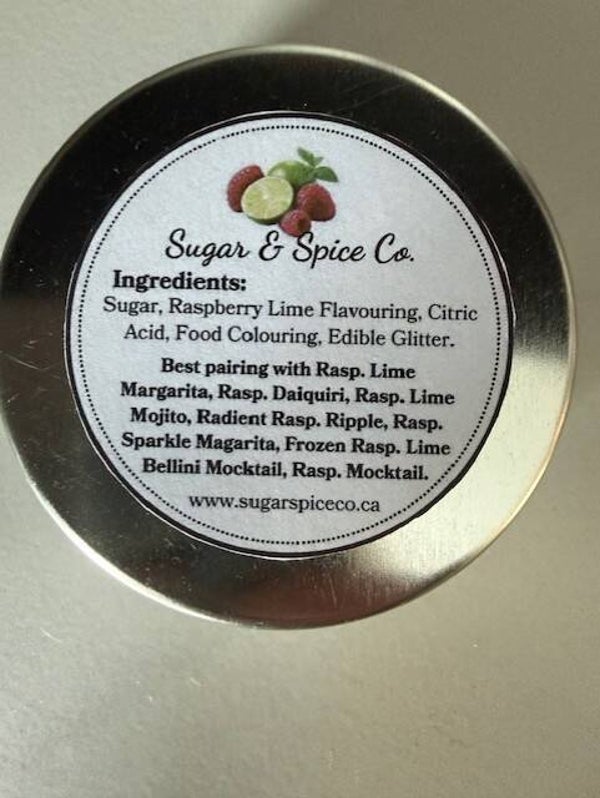 Sugar & Spice Co.
Ingredients:
Sugar, Raspberry Lime Flavouring, Citric
Acid, Food Colouring, Edible Glitter.
Best pairing with Rasp. Lime
Margarita, Rasp. Daiquiri, Rasp. Lime
Mojito, Radient Rasp. Ripple, Rasp.
Sparkle Magarita, Frozen Rasp. Lime
Bellini Mocktail, Rasp. Mocktail.
www.sugarspiceco.ca